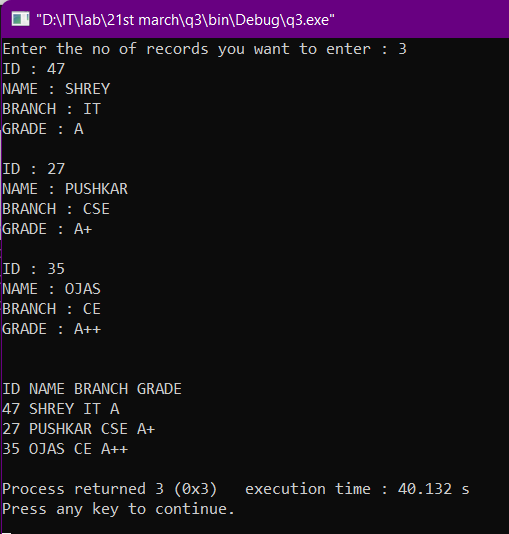 "D:\IT\lab\21st march\q3\bin\Debug\q3.exe"
Enter the no of records you want to enter : 3
ID : 47
NAME : SHREY
BRANCH : IT
GRADE : A
ID : 27
NAME : PUSHKAR
BRANCH : CSE
GRADE : A+
ID : 35
NAME : OJAS
BRANCH : CE
GRADE : A++
ID NAME BRANCH GRADE
47 SHREY IT A
27 PUSHKAR CSE A+
35 OJAS CE A++
Process returned 3 (0x3)   execution time : 40.132 s
Press any key to continue.